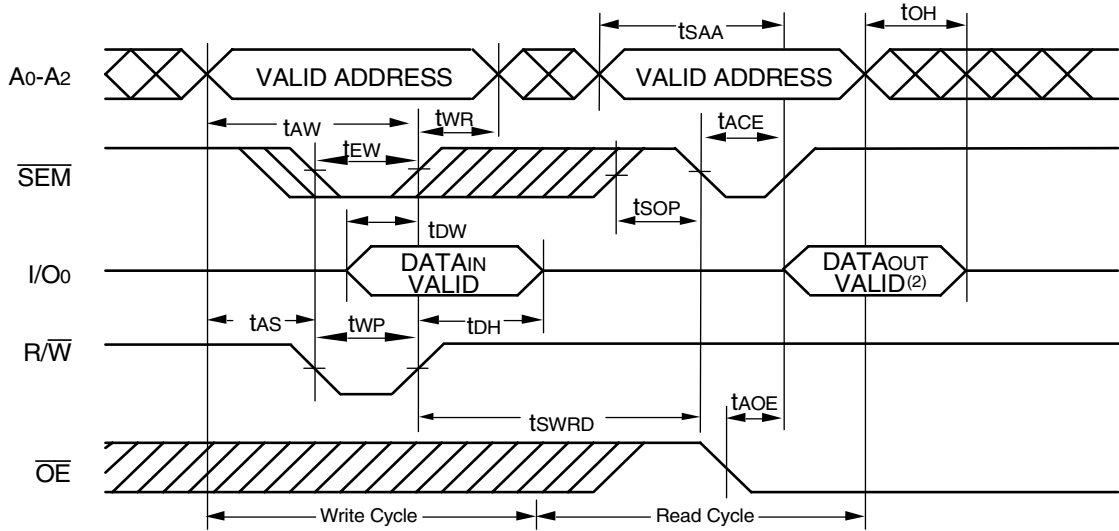 tSAA
tOH
A0-A2
VALID ADDRESS
VALID ADDRESS
tAW
tWR
tACE
tEW
SEM
tSOP
tDW
I/O0
DATAIN
VALID
DATAOUT
VALID(2)
tAS
tWP
tDH
R/W
tSWRD
tAOE
OE
Write Cycle
Read Cycle